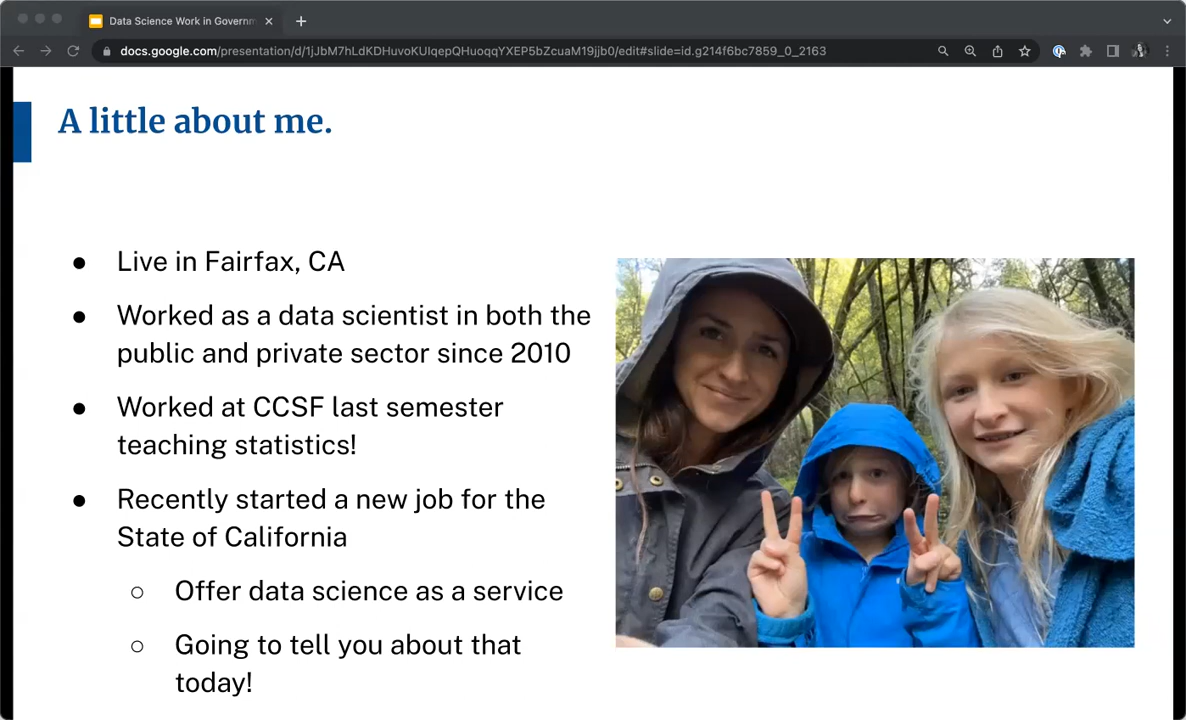 Data Science Work in Governm
docs.google.com/presentation/d/1jJbM7hLdKDHuvoKUIqepQHuoqqYXEP5bZcuaM19jjb0/edit#slide=id.g214f6bc7859_0_2163
A little about me.
● Live in Fairfax, CA
● Worked as a data scientist in both the
public and private sector since 2010
● Worked at CCSF last semester
teaching statistics!
● Recently started a new job for the
State of California
○ Offer data science as a service
○ Going to tell you about that
today!